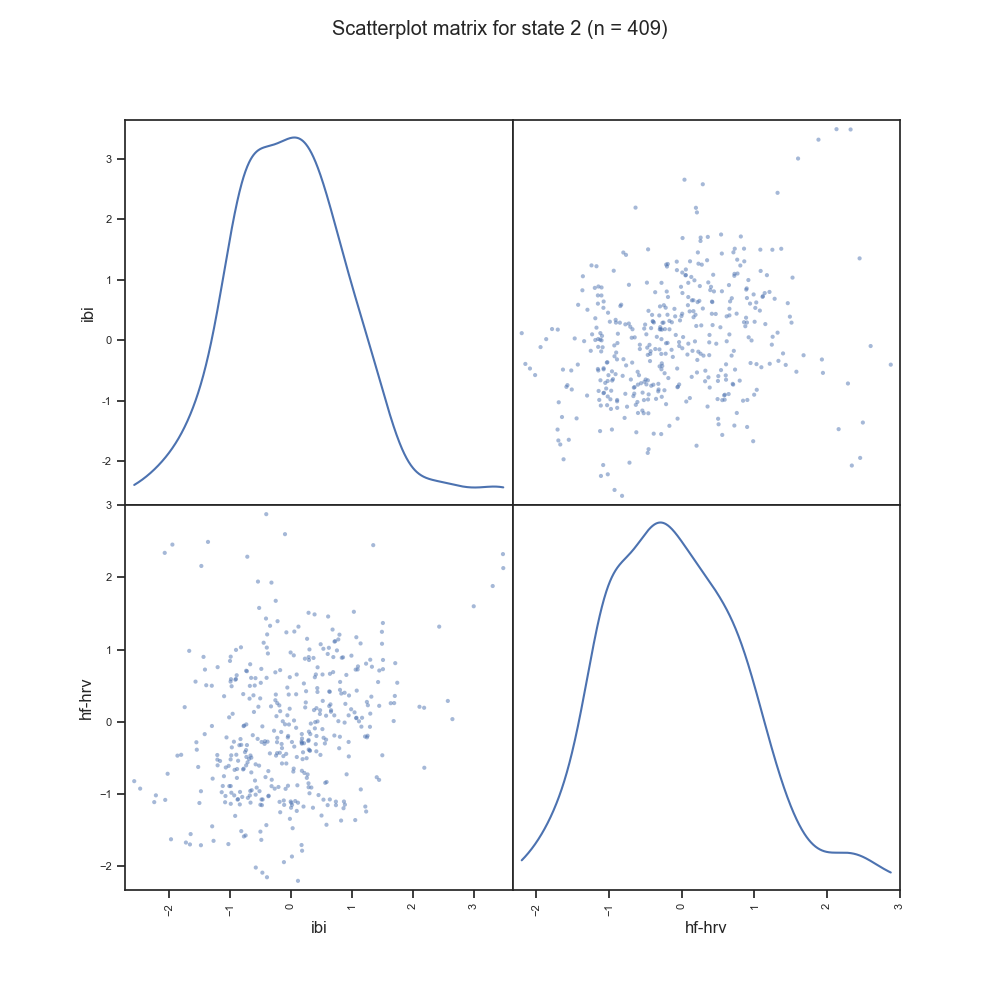 Scatterplot matrix for state 2 (n = 409)
3
2
1
0
-1
-2
ibi
3
2
1
0
−1
−2
hf-hrv
−2 −1 0 1 2 3
ibi
−2 −1 0 1 2 3
hf-hrv